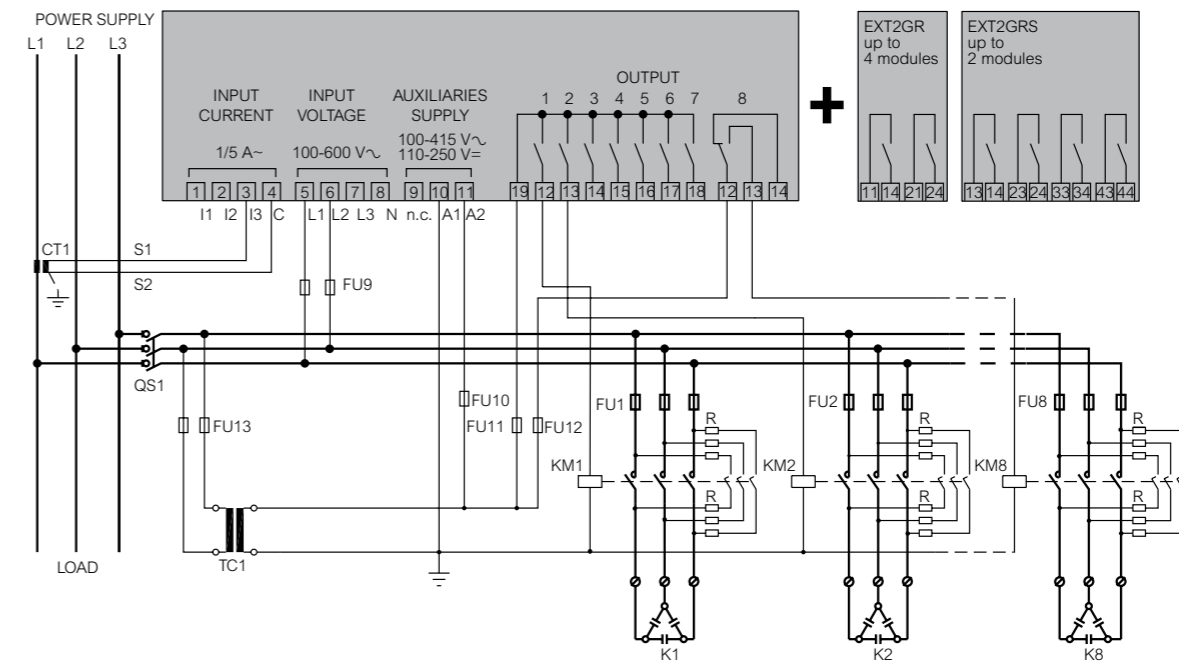 POWER SUPPLY
L1 L2 L3
EXT2GR
up to
4 modules
EXT2GRS
up to
2 modules
OUTPUT
1 2 3 4 5 6 7 8
INPUT
CURRENT
1/5 A~
INPUT
VOLTAGE
100-600 V~
AUXILIARIES
SUPPLY
100-415 V~
110-250 V=
+
1 2 3 4 5 6 7 8 9 10 11 19 12 13 14 15 16 17 18 12 13 14
11 14 21 24
13 14 23 24 33 34 43 44
I1 I2 I3 C L1 L2 L3 N n.c. A1 A2
CT1
S1
S2
FU9
QS1
FU10
FU13
FU11
FU12
FU1
FU2
FU8
R
R
R
KM1
KM2
KM8
R
R
R
TC1
LOAD
K1
K2
K8